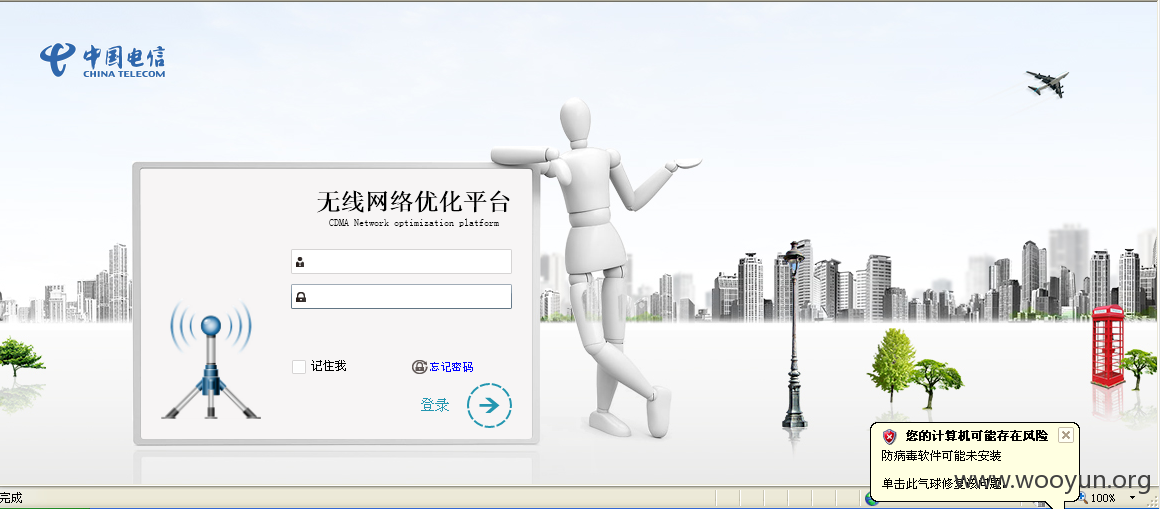 中国电信
CHINA TELECOM
无线网络优化平台
CDMA Network optimization platform
记住我
忘记密码
登录
您的计算机可能存在风险
防病毒软件可能未安装
单击此气球修复该问题。
www.wooyun.org
完成
100%